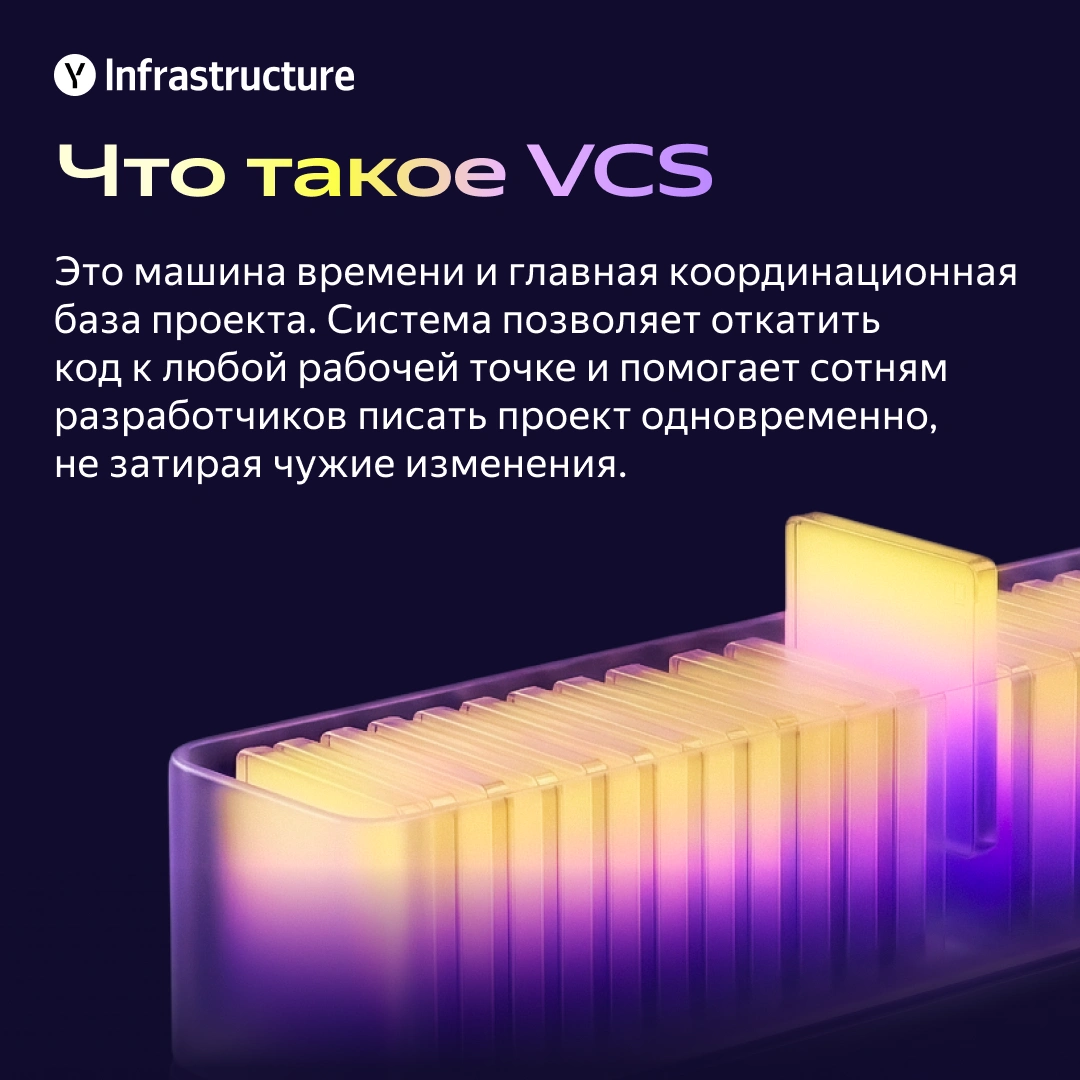 Y Infrastructure
Что такое VCS
Это машина времени и главная координационная
база проекта. Система позволяет откатить
код к любой рабочей точке и помогает сотням
разработчиков писать проект одновременно,
не затирая чужие изменения.